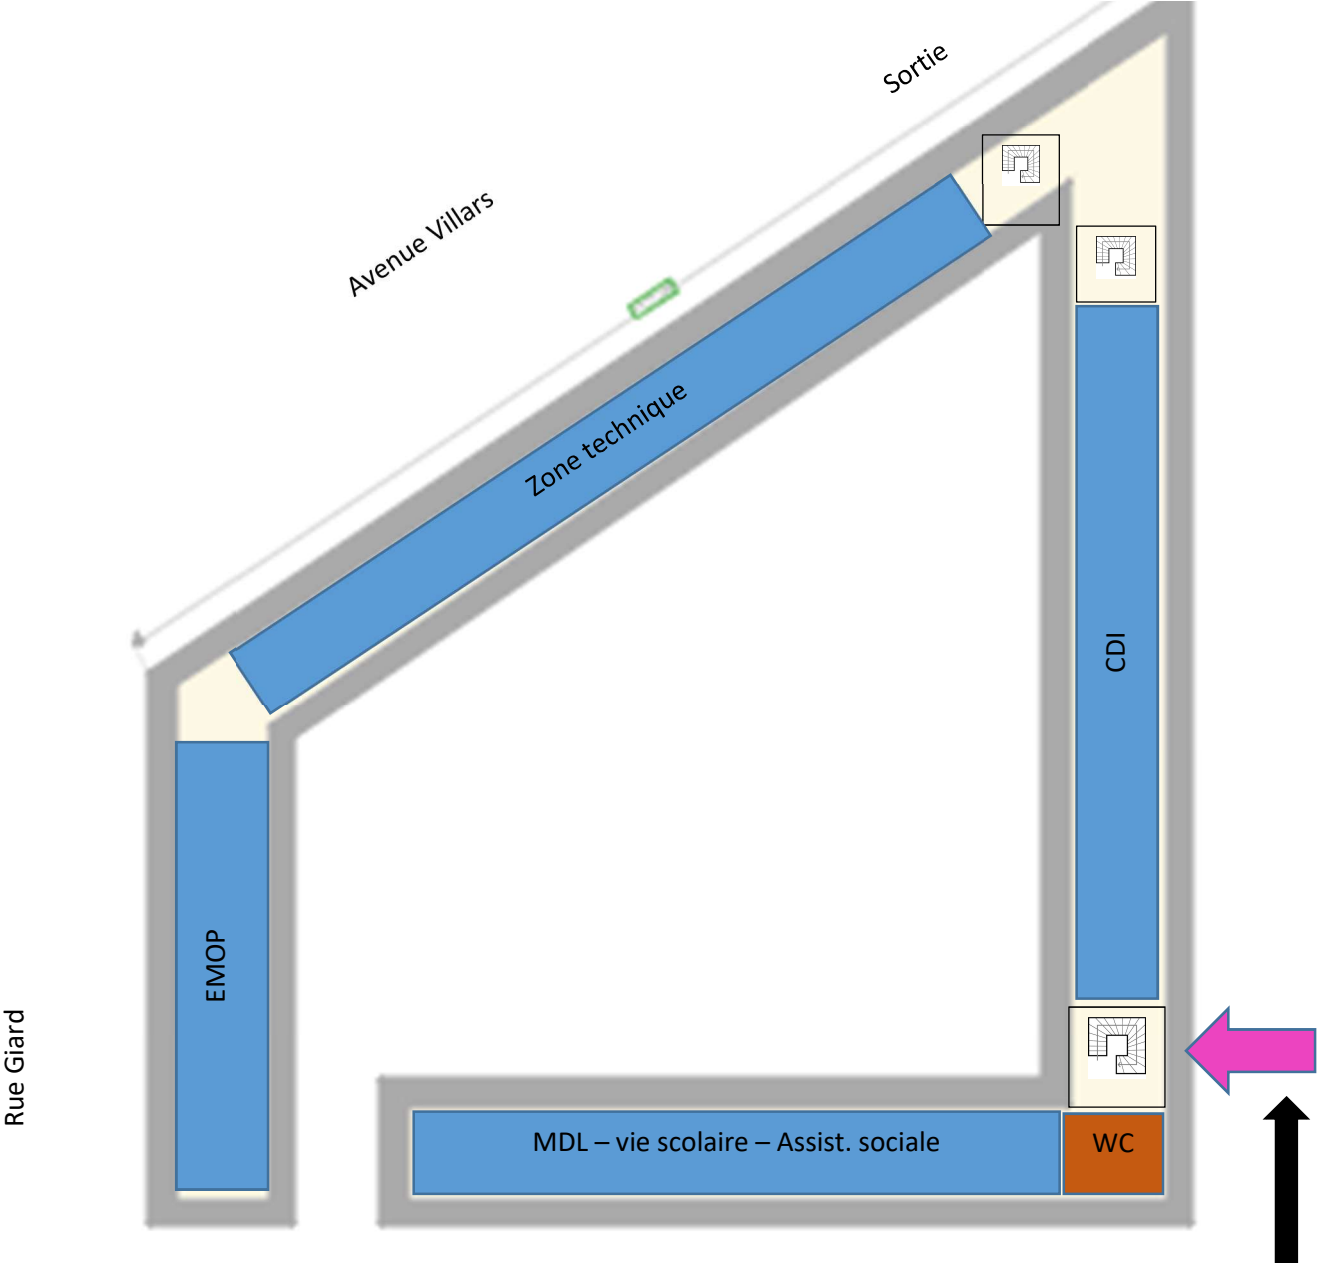 Sortie
Avenue Villars
Zone technique
CDI
EMOP
Rue Giard
MDL – vie scolaire – Assist. sociale
WC